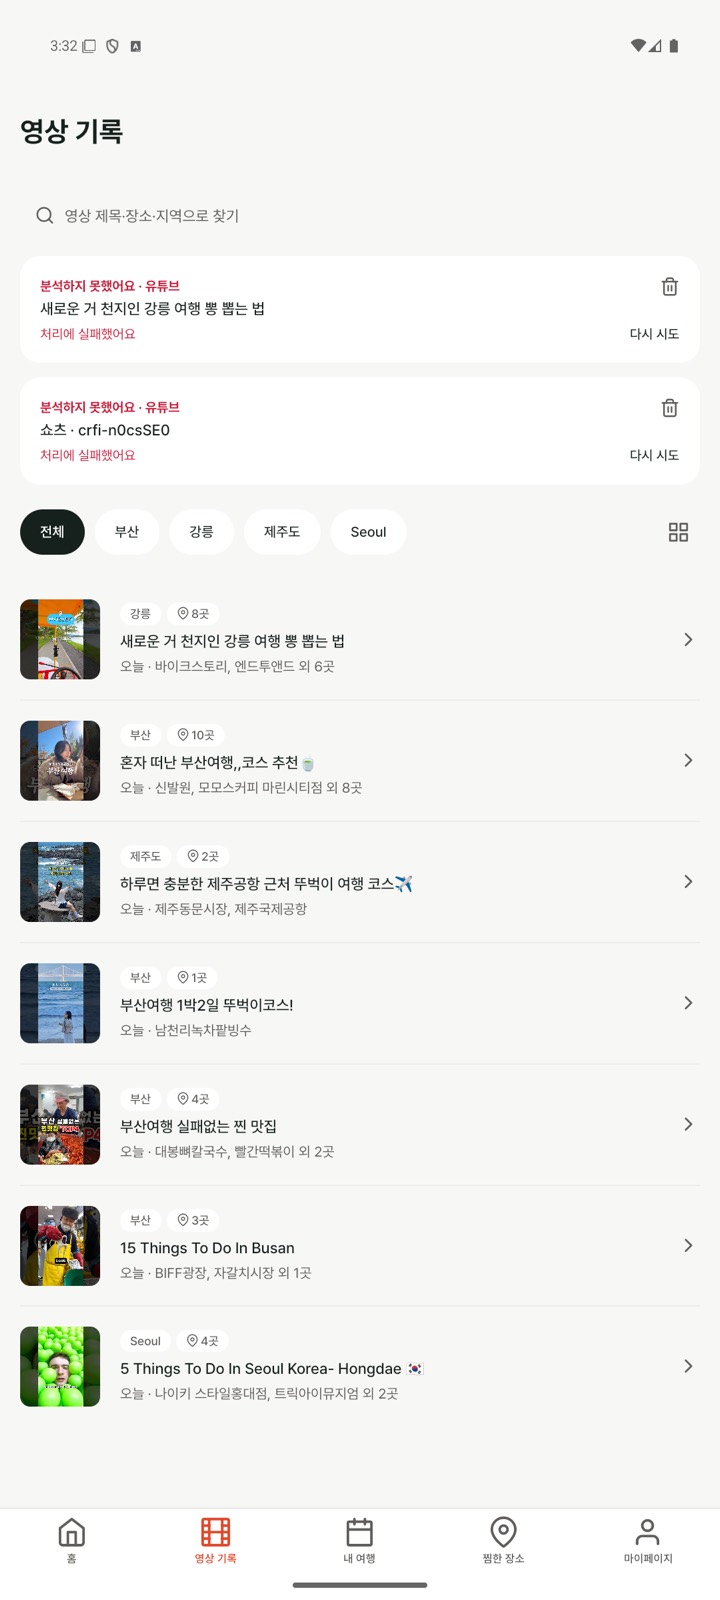 3:32
영상 기록
영상 제목·장소·지역으로 찾기
분석하지 못했어요 · 유튜브
새로운 거 천지인 강릉 여행 뽕 뽑는 법
처리에 실패했어요
다시 시도
분석하지 못했어요 · 유튜브
쇼츠 · crfi-n0csSE0
처리에 실패했어요
다시 시도
전체 부산 강릉 제주도 Seoul
강릉 8곳
새로운 거 천지인 강릉 여행 뽕 뽑는 법
오늘 · 바이크스토리, 엔드투앤드 외 6곳
부산 10곳
혼자 떠난 부산여행,,코스 추천🍵
오늘 · 신발원, 모모스커피 마린시티점 외 8곳
제주도 2곳
하루면 충분한 제주공항 근처 뚜벅이 여행 코스✈️
오늘 · 제주동문시장, 제주국제공항
부산 1곳
부산여행 1박2일 뚜벅이코스!
오늘 · 남천리녹차팥빙수
부산 4곳
부산여행 실패없는 찐 맛집
오늘 · 대봉뼈칼국수, 빨간떡볶이 외 2곳
부산 3곳
15 Things To Do In Busan
오늘 · BIFF광장, 자갈치시장 외 1곳
Seoul 4곳
5 Things To Do In Seoul Korea- Hongdae 🇰🇷
오늘 · 나이키 스타일홍대점, 트릭아이뮤지엄 외 2곳
홈 영상 기록 내 여행 찜한 장소 마이페이지